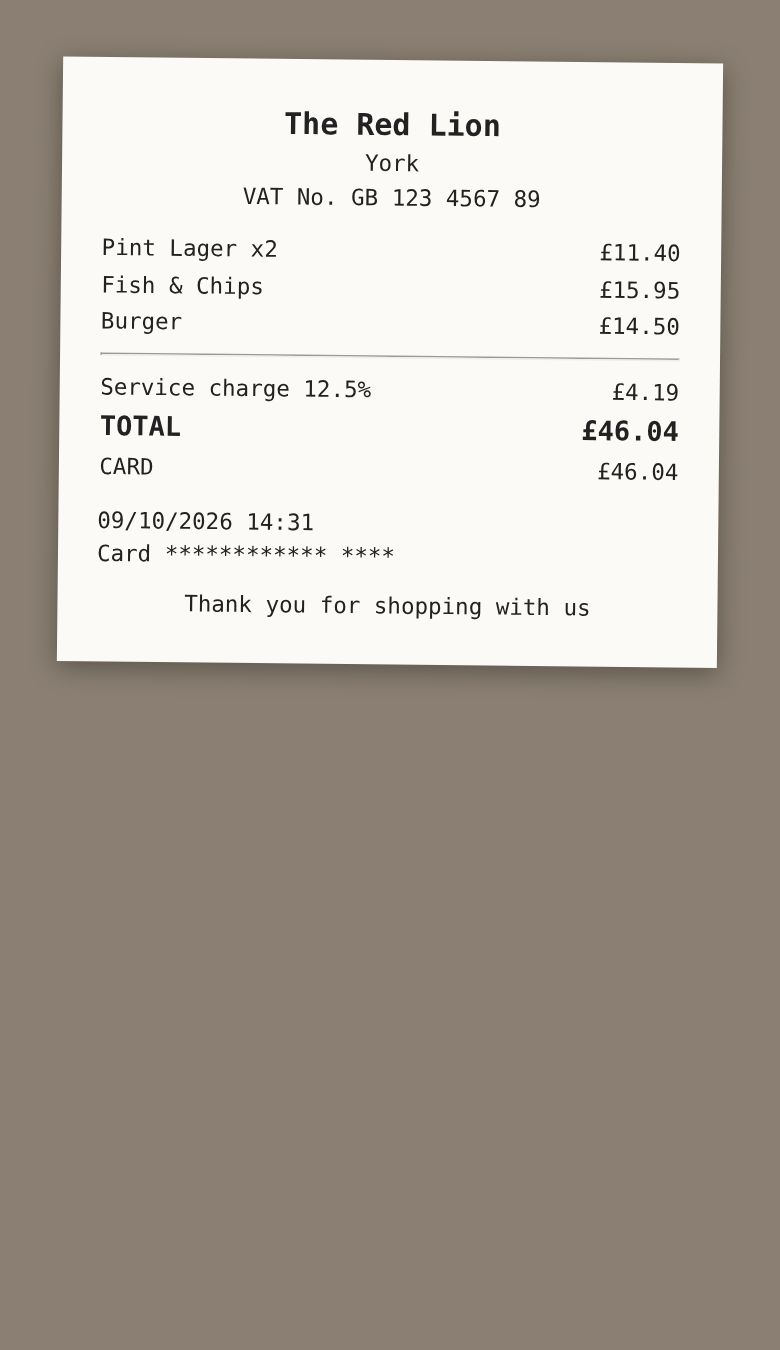 The Red Lion
York
VAT No. GB 123 4567 89
Pint Lager x2 £11.40
Fish & Chips £15.95
Burger £14.50
Service charge 12.5% £4.19
TOTAL £46.04
CARD £46.04
09/10/2026 14:31
Card ************ ****
Thank you for shopping with us